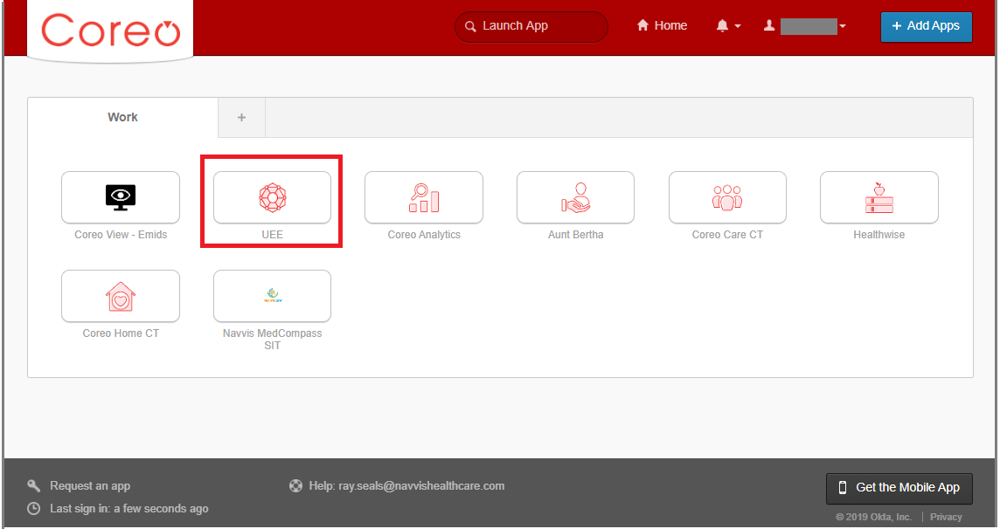 Coreo
Launch App
Home
+ Add Apps
Work
+
Coreo View - Emids
UEE
Coreo Analytics
Aunt Bertha
Coreo Care CT
Healthwise
Coreo Home CT
Navvis MedCompass
SIT
Request an app
Help: ray.seals@navvishealthcare.com
Get the Mobile App
Last sign in: a few seconds ago
© 2019 Okta, Inc. | Privacy